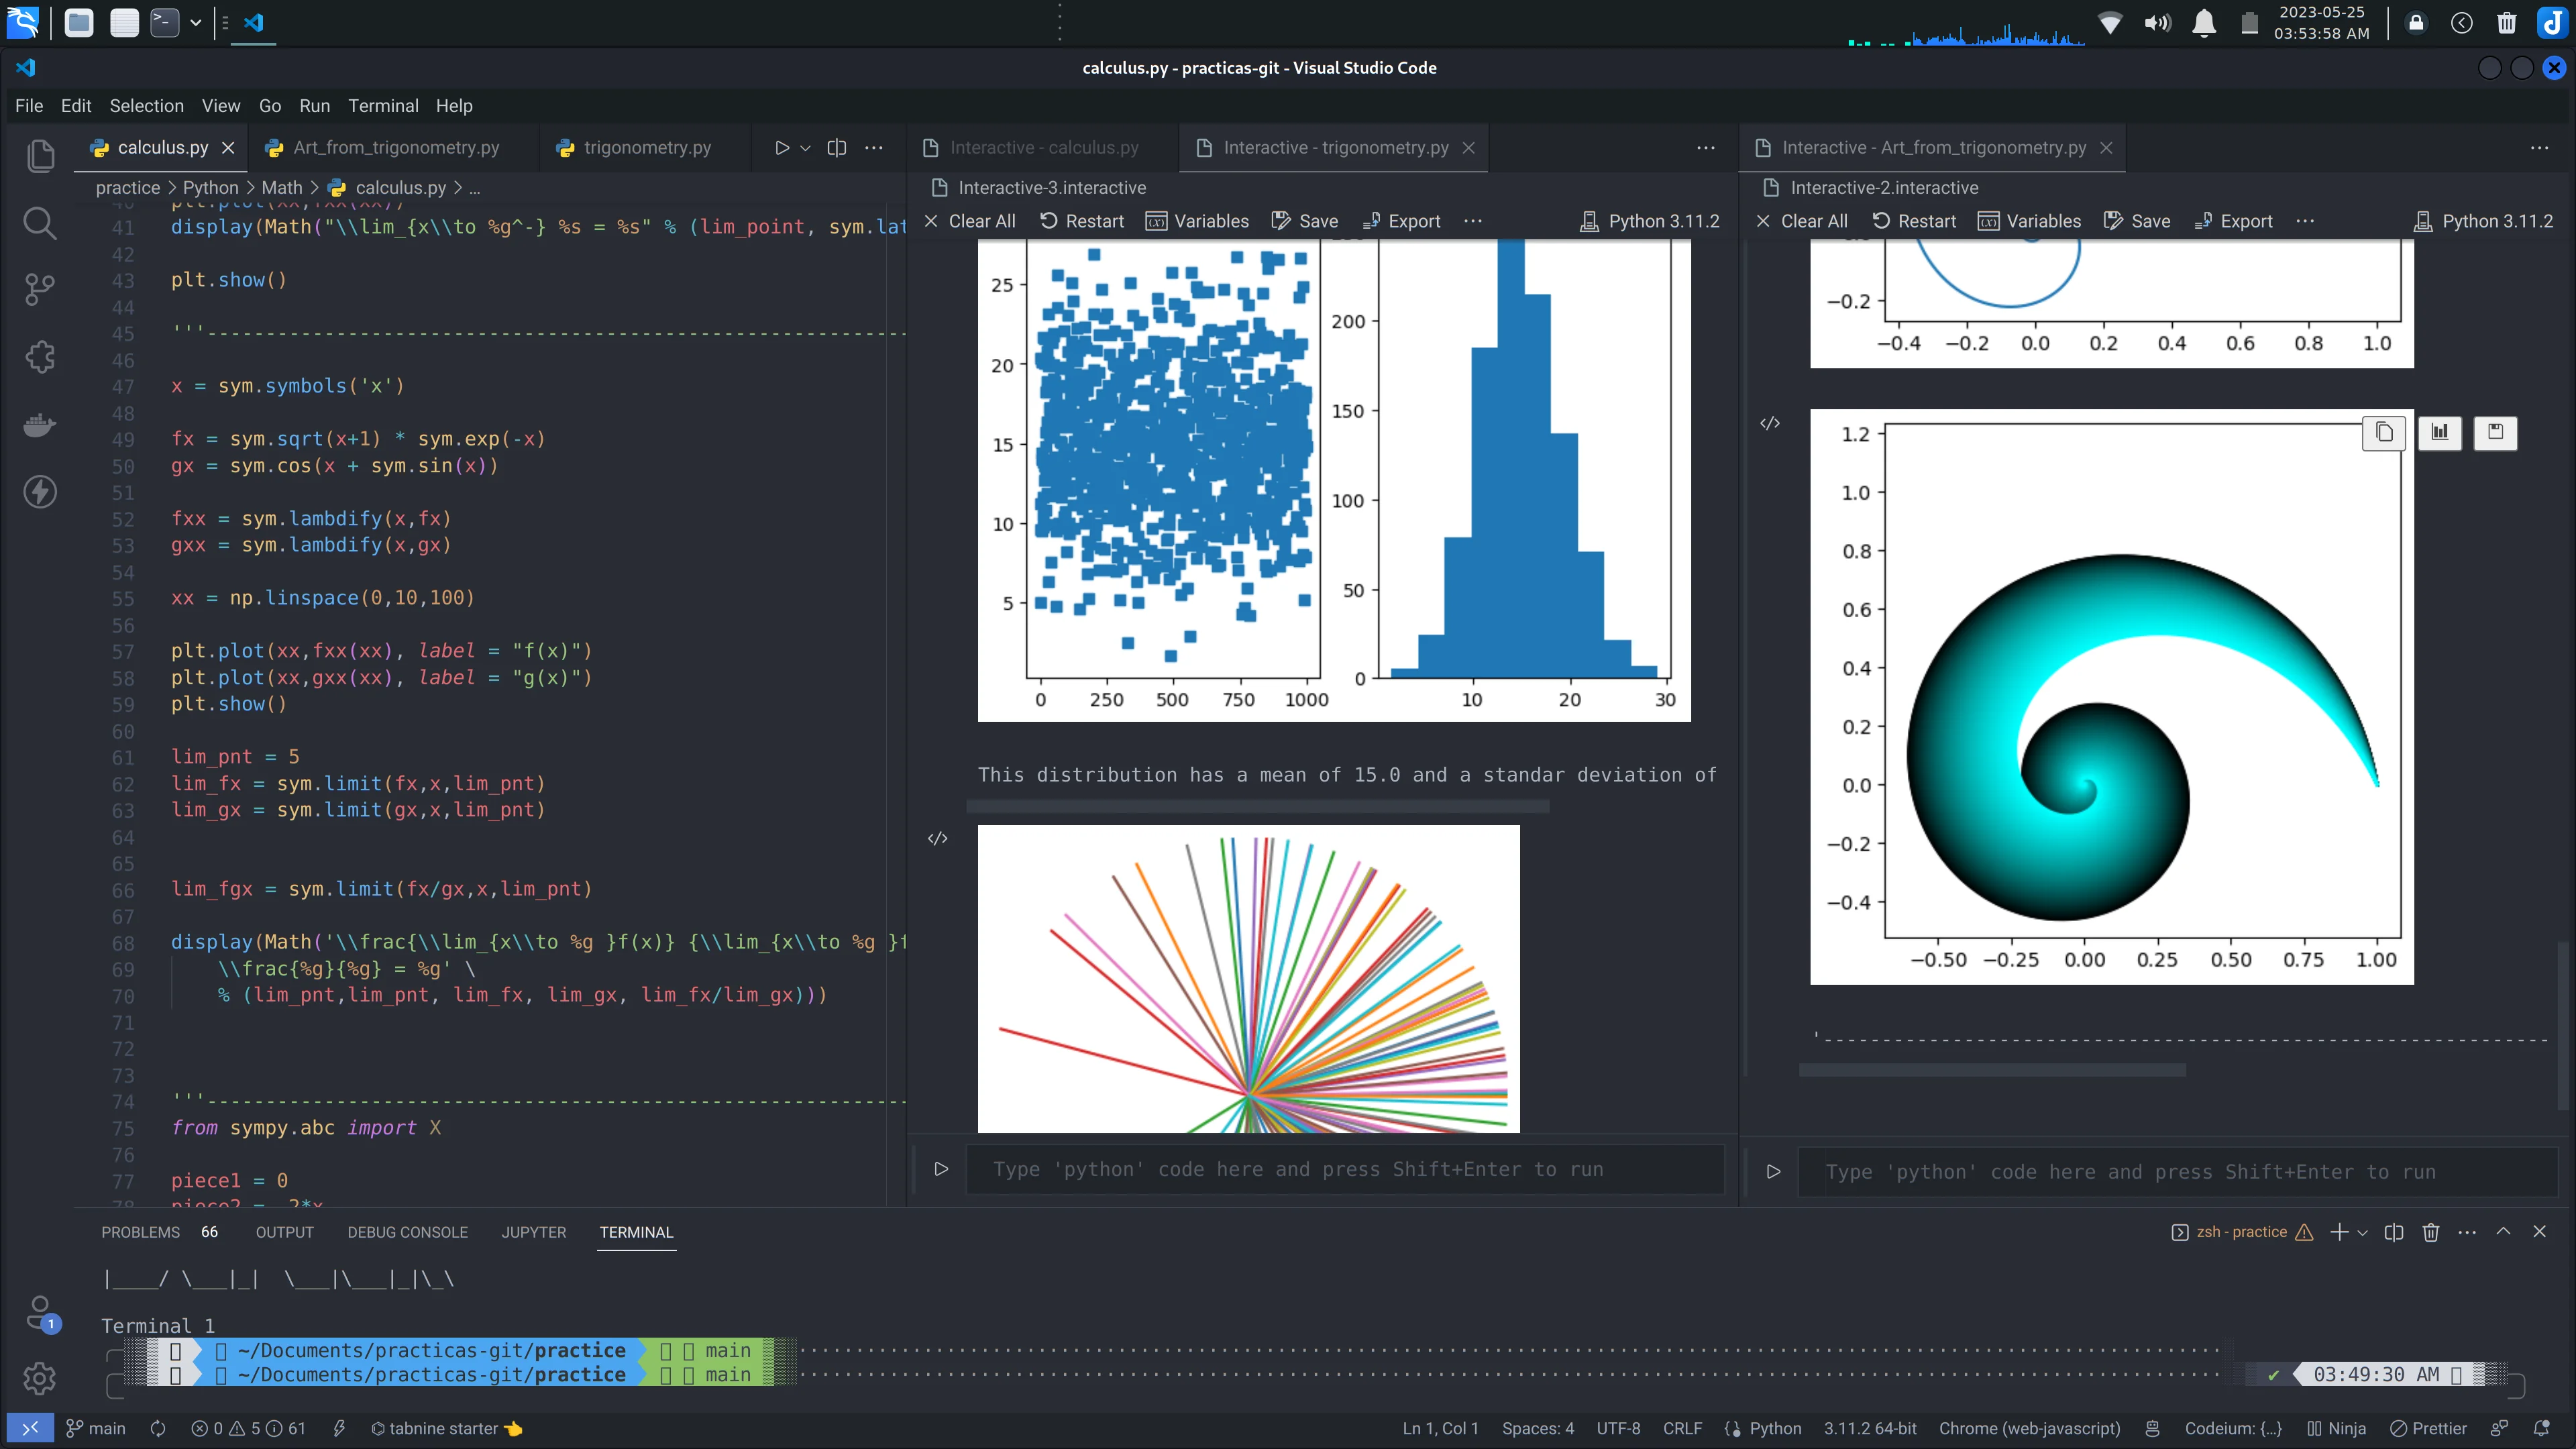 2023-05-25
03:53:58 AM
calculus.py - practicas-git - Visual Studio Code
File Edit Selection View Go Run Terminal Help
calculus.py
Art_from_trigonometry.py
trigonometry.py
Interactive - calculus.py
Interactive - trigonometry.py
Interactive - Art_from_trigonometry.py
practice > Python > Math > calculus.py > ...
40 plt.plot(xx,fxx(xx))
41 display(Math("\\lim_{x\\to %g^-} %s = %s" % (lim_point, sym.lat
42
43 plt.show()
44
45 '''------------------------------------------------------------
46
47 x = sym.symbols('x')
48
49 fx = sym.sqrt(x+1) * sym.exp(-x)
50 gx = sym.cos(x + sym.sin(x))
51
52 fxx = sym.lambdify(x,fx)
53 gxx = sym.lambdify(x,gx)
54
55 xx = np.linspace(0,10,100)
56
57 plt.plot(xx,fxx(xx), label = "f(x)")
58 plt.plot(xx,gxx(xx), label = "g(x)")
59 plt.show()
60
61 lim_pnt = 5
62 lim_fx = sym.limit(fx,x,lim_pnt)
63 lim_gx = sym.limit(gx,x,lim_pnt)
64
65
66 lim_fgx = sym.limit(fx/gx,x,lim_pnt)
67
68 display(Math('\\frac{\\lim_{x\\to %g }f(x)} {\\lim_{x\\to %g }f
69 \\frac{%g}{%g} = %g' \
70 % (lim_pnt,lim_pnt, lim_fx, lim_gx, lim_fx/lim_gx)))
71
72
73
74 '''------------------------------------------------------------
75 from sympy.abc import X
76
77 piece1 = 0
78
Interactive-3.interactive
Clear All Restart Variables Save Export ... Python 3.11.2
25
20
15
10
5
0 250 500 750 1000
200
150
100
50
0
10 20 30
This distribution has a mean of 15.0 and a standar deviation of
</>
Type 'python' code here and press Shift+Enter to run
Interactive-2.interactive
Clear All Restart Variables Save Export ... Python 3.11.2
−0.2
−0.4 −0.2 0.0 0.2 0.4 0.6 0.8 1.0
</>
1.2
1.0
0.8
0.6
0.4
0.2
0.0
−0.2
−0.4
−0.50 −0.25 0.00 0.25 0.50 0.75 1.00
'--------------------------------------------------------------
Type 'python' code here and press Shift+Enter to run
PROBLEMS 66 OUTPUT DEBUG CONSOLE JUPYTER TERMINAL
zsh - practice
|____/ \___|_| \___|\___|_|\_\
Terminal 1
~/Documents/practicas-git/practice main
~/Documents/practicas-git/practice main
03:49:30 AM
1
main 0 5 61 tabnine starter
Ln 1, Col 1 Spaces: 4 UTF-8 CRLF Python 3.11.2 64-bit Chrome (web-javascript) Codeium: {...} Ninja Prettier